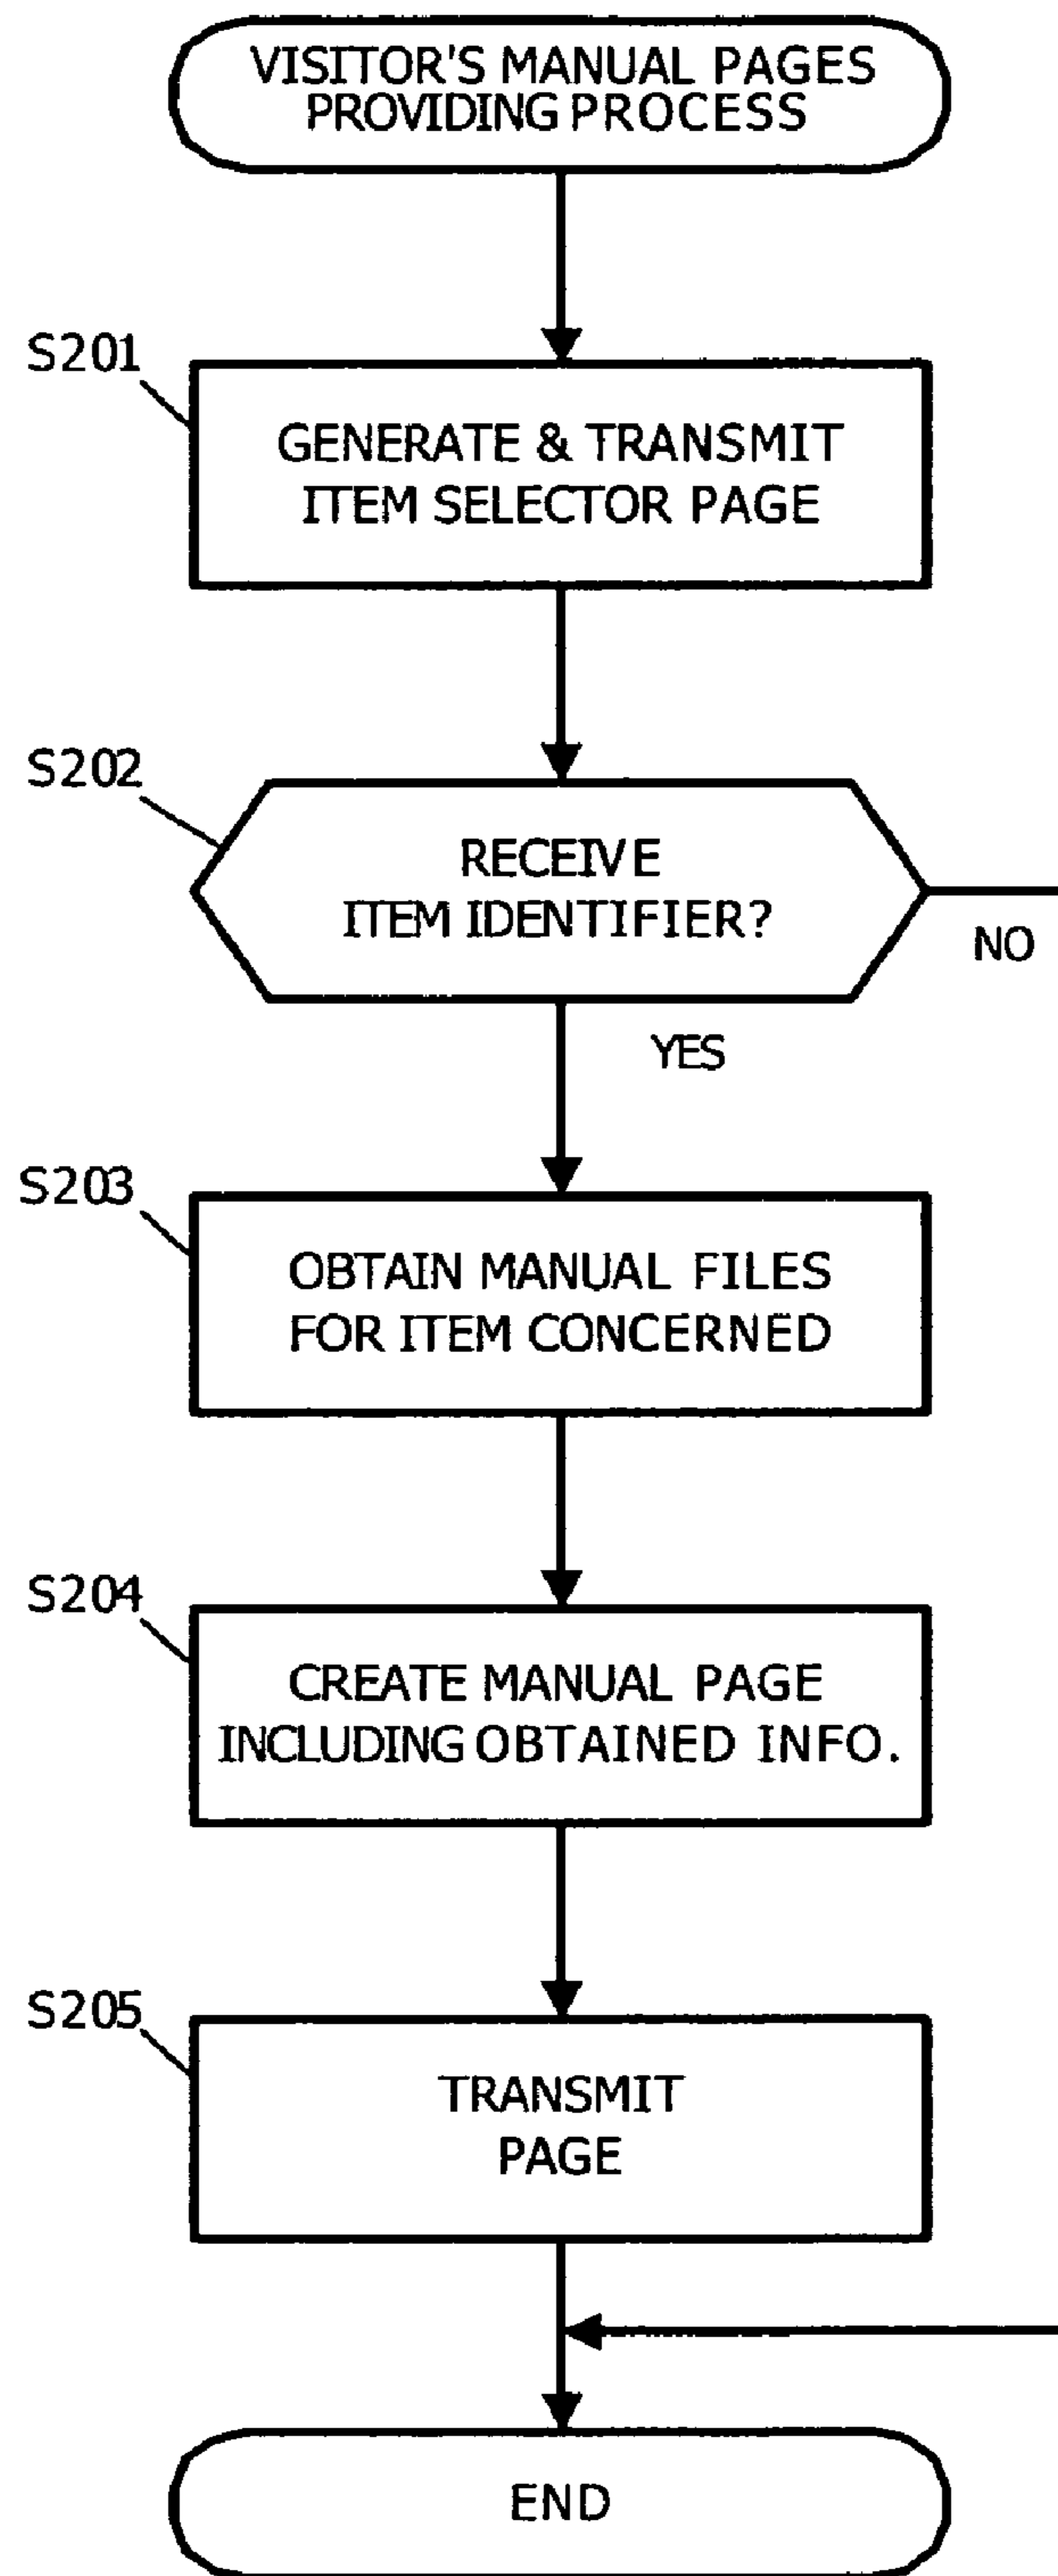 VISITOR'S MANUAL PAGES
PROVIDING PROCESS
S201
GENERATE & TRANSMIT
ITEM SELECTOR PAGE
S202
RECEIVE
ITEM IDENTIFIER?
NO
YES
S203
OBTAIN MANUAL FILES
FOR ITEM CONCERNED
S204
CREATE MANUAL PAGE
INCLUDING OBTAINED INFO.
S205
TRANSMIT
PAGE
END